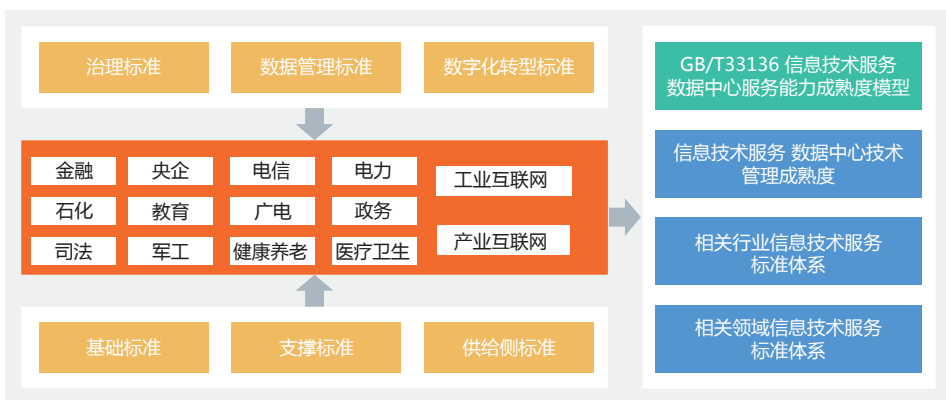 治理标准
数据管理标准
数字化转型标准
金融
央企
电信
电力
工业互联网
石化
教育
广电
政务
产业互联网
司法
军工
健康养老
医疗卫生
基础标准
支撑标准
供给侧标准
GB/T33136 信息技术服务
数据中心服务能力成熟度模型
信息技术服务 数据中心技术
管理成熟度
相关行业信息技术服务
标准体系
相关领域信息技术服务
标准体系